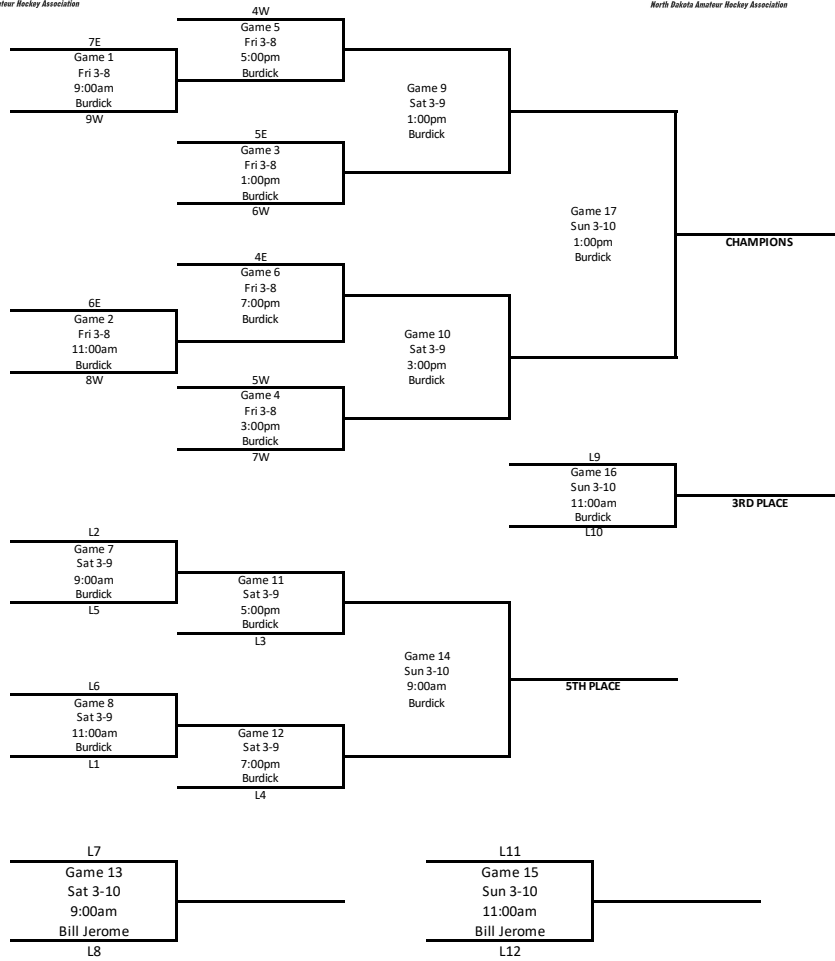 ateur Hockey Association
North Dakota Amateur Hockey Association
4W
Game 5
Fri 3-8
5:00pm
Burdick
7E
Game 1
Fri 3-8
9:00am
Burdick
9W
Game 9
Sat 3-9
1:00pm
Burdick
5E
Game 3
Fri 3-8
1:00pm
Burdick
6W
Game 17
Sun 3-10
1:00pm
Burdick
CHAMPIONS
4E
Game 6
Fri 3-8
7:00pm
Burdick
6E
Game 2
Fri 3-8
11:00am
Burdick
8W
Game 10
Sat 3-9
3:00pm
Burdick
5W
Game 4
Fri 3-8
3:00pm
Burdick
7W
L9
Game 16
Sun 3-10
11:00am
Burdick
L10
3RD PLACE
L2
Game 7
Sat 3-9
9:00am
Burdick
L5
Game 11
Sat 3-9
5:00pm
Burdick
L3
Game 14
Sun 3-10
9:00am
Burdick
5TH PLACE
L6
Game 8
Sat 3-9
11:00am
Burdick
L1
Game 12
Sat 3-9
7:00pm
Burdick
L4
L7
Game 13
Sat 3-10
9:00am
Bill Jerome
L8
L11
Game 15
Sun 3-10
11:00am
Bill Jerome
L12